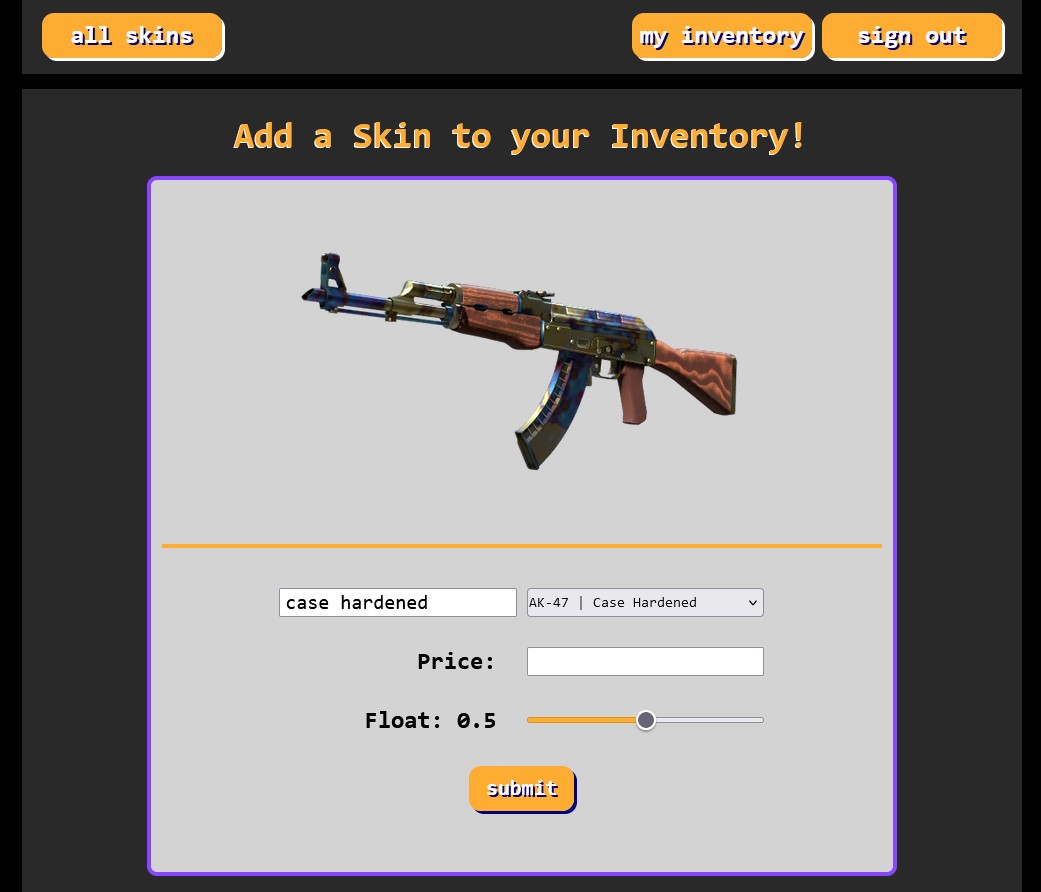 all skins my inventory sign out
Add a Skin to your Inventory!
case hardened AK-47 | Case Hardened
Price:
Float: 0.5
submit